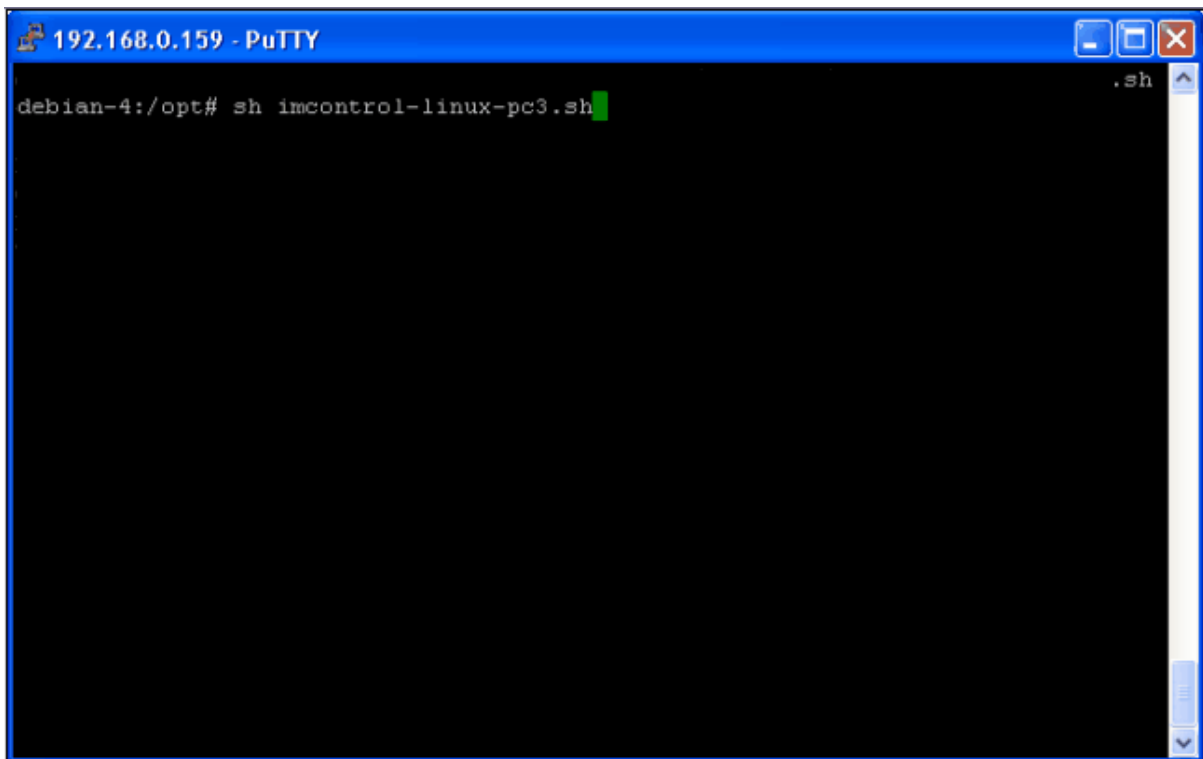 192.168.0.159 - PuTTY
.sh
debian-4:/opt# sh imcontrol-linux-pc3.sh